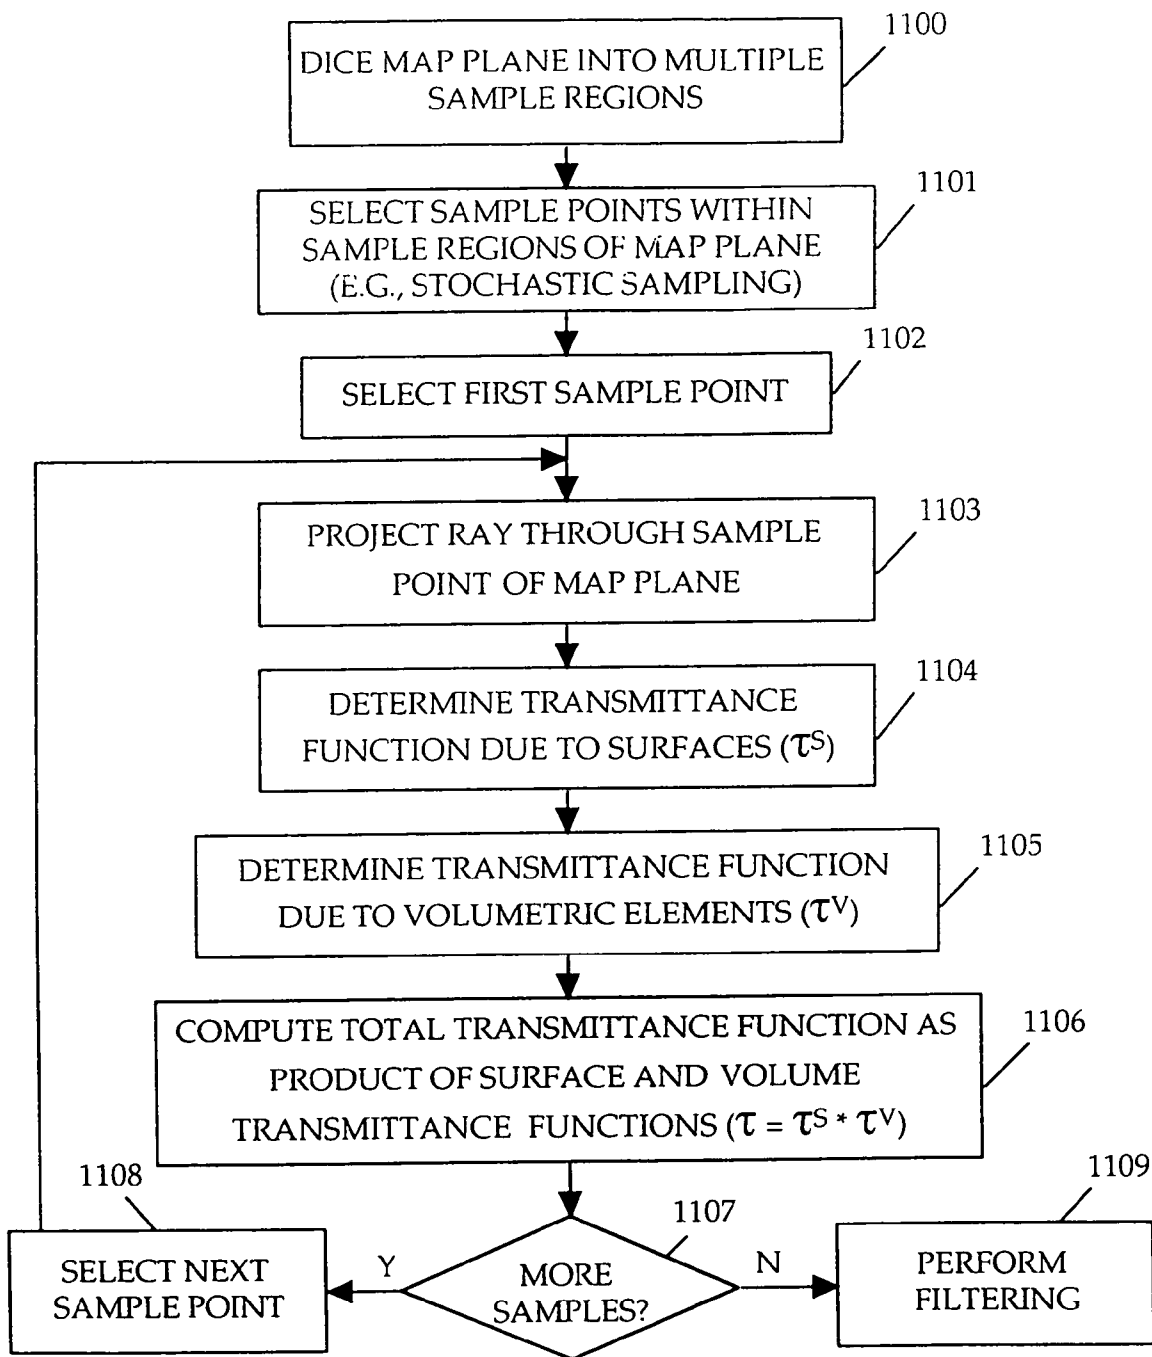 1100
DICE MAP PLANE INTO MULTIPLE
SAMPLE REGIONS
1101
SELECT SAMPLE POINTS WITHIN
SAMPLE REGIONS OF MAP PLANE
(E.G., STOCHASTIC SAMPLING)
1102
SELECT FIRST SAMPLE POINT
1103
PROJECT RAY THROUGH SAMPLE
POINT OF MAP PLANE
1104
DETERMINE TRANSMITTANCE
FUNCTION DUE TO SURFACES (τS)
1105
DETERMINE TRANSMITTANCE FUNCTION
DUE TO VOLUMETRIC ELEMENTS (τV)
1106
COMPUTE TOTAL TRANSMITTANCE FUNCTION AS
PRODUCT OF SURFACE AND VOLUME
TRANSMITTANCE FUNCTIONS (τ = τS * τV)
1107
MORE
SAMPLES?
Y
1108
SELECT NEXT
SAMPLE POINT
N
1109
PERFORM
FILTERING